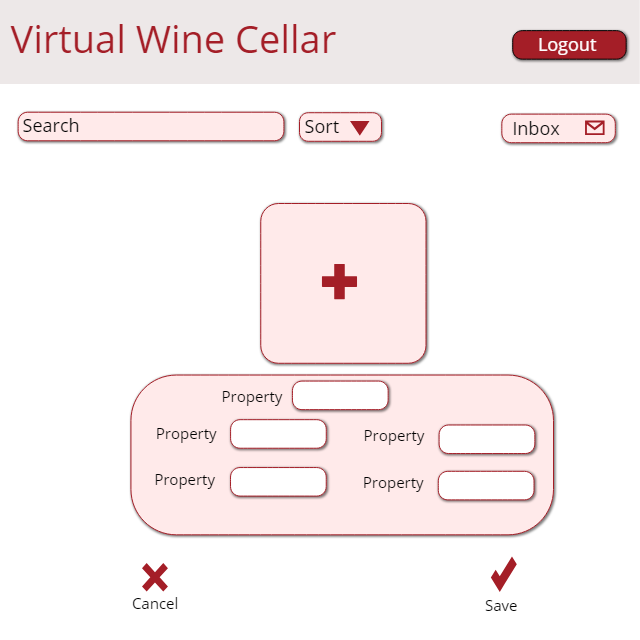 Virtual Wine Cellar
Logout
Search
Sort
Inbox
Property
Property
Property
Property
Property
Cancel
Save